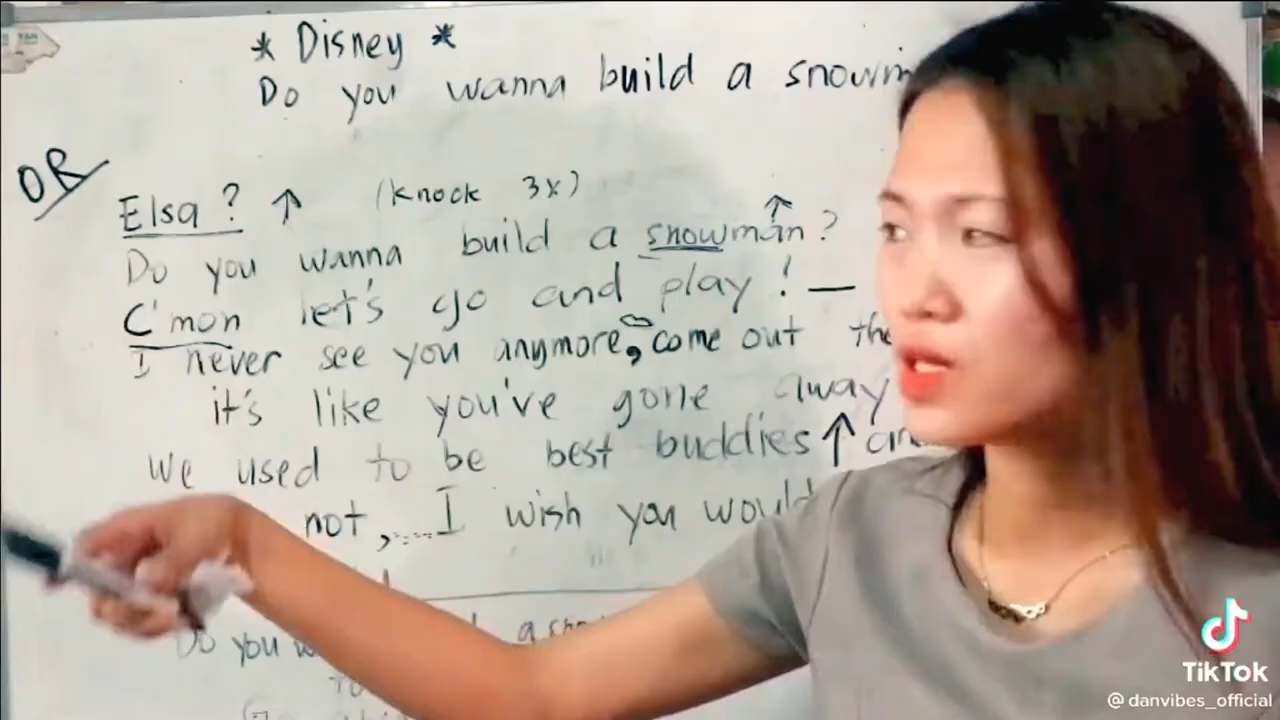 * Disney *
Do you wanna build a snowm
OR
Elsa? ↑ (Knock 3x)
Do you wanna build a snowman?
C'mon let's go and play! —
I never see you anymore, come out the
it's like you've gone away
we used to be best buddies ↑ an
not, ....I wish you would
Do you w a sno
to
TikTok
@danvibes_official